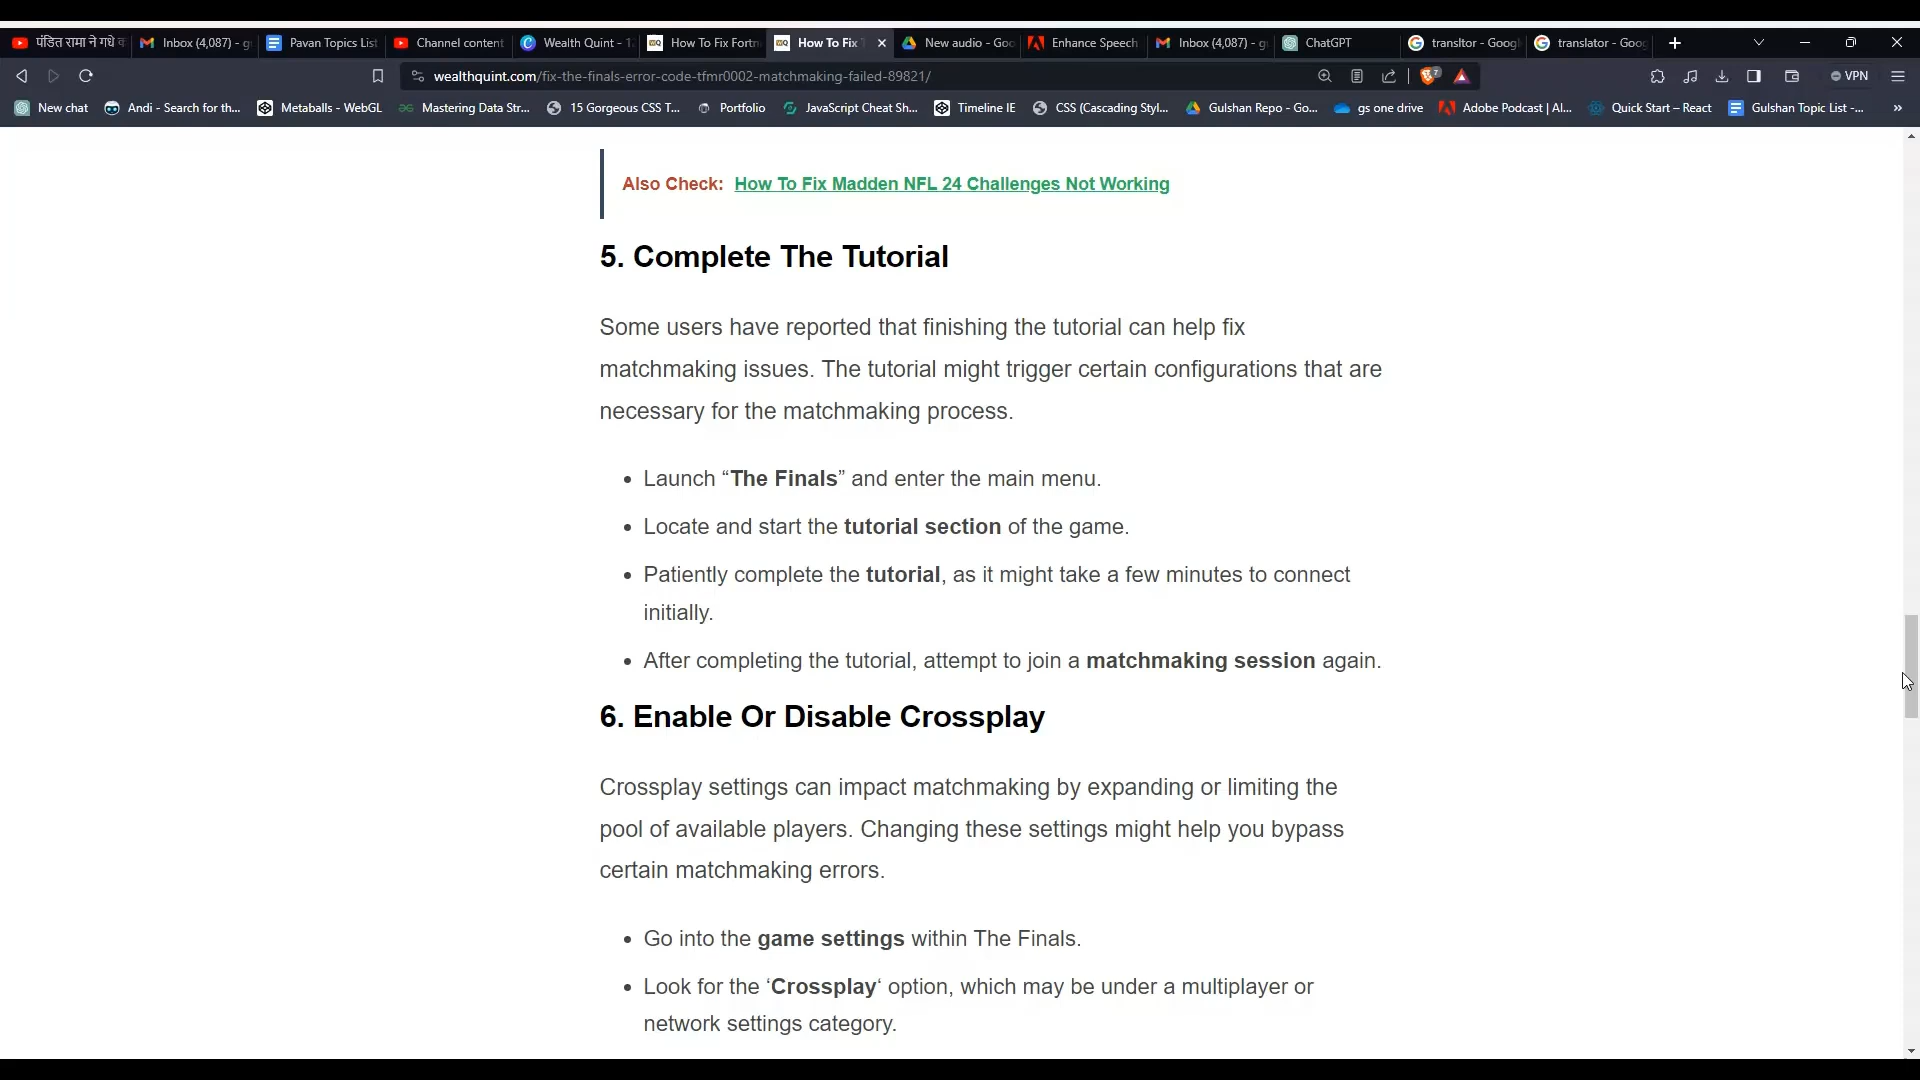 पंडित रामा ने गधे
Inbox (4,087) - g
Pavan Topics List
Channel content
Wealth Quint - 1
How To Fix Fortn
How To Fix
New audio - Goo
Enhance Speech
Inbox (4,087) - g
ChatGPT
transltor - Googl
translator - Goog
wealthquint.com/fix-the-finals-error-code-tfmr0002-matchmaking-failed-89821/
VPN
New chat
Andi - Search for th...
Metaballs - WebGL
Mastering Data Str...
15 Gorgeous CSS T...
Portfolio
JavaScript Cheat Sh...
Timeline IE
CSS (Cascading Styl...
Gulshan Repo - Go...
gs one drive
Adobe Podcast | AI...
Quick Start – React
Gulshan Topic List -...
Also Check: How To Fix Madden NFL 24 Challenges Not Working
5. Complete The Tutorial
Some users have reported that finishing the tutorial can help fix
matchmaking issues. The tutorial might trigger certain configurations that are
necessary for the matchmaking process.
• Launch “The Finals” and enter the main menu.
• Locate and start the tutorial section of the game.
• Patiently complete the tutorial, as it might take a few minutes to connect
initially.
• After completing the tutorial, attempt to join a matchmaking session again.
6. Enable Or Disable Crossplay
Crossplay settings can impact matchmaking by expanding or limiting the
pool of available players. Changing these settings might help you bypass
certain matchmaking errors.
• Go into the game settings within The Finals.
• Look for the ‘Crossplay‘ option, which may be under a multiplayer or
network settings category.